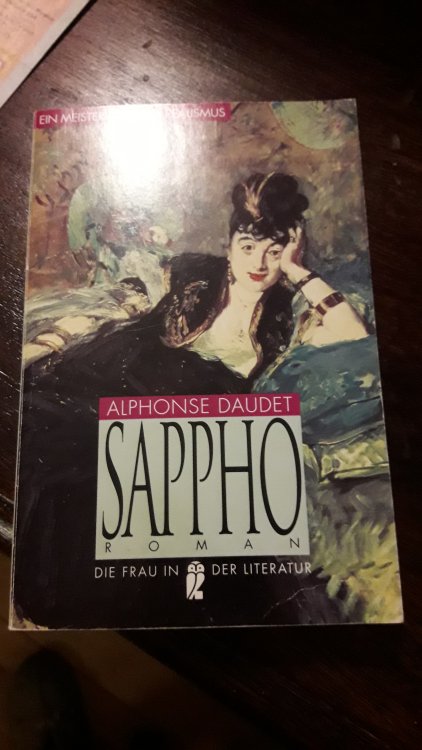 EIN MEISTER
ALPHONSE DAUDET
SAPPHO
ROMAN
DIE FRAU IN DER LITERATUR